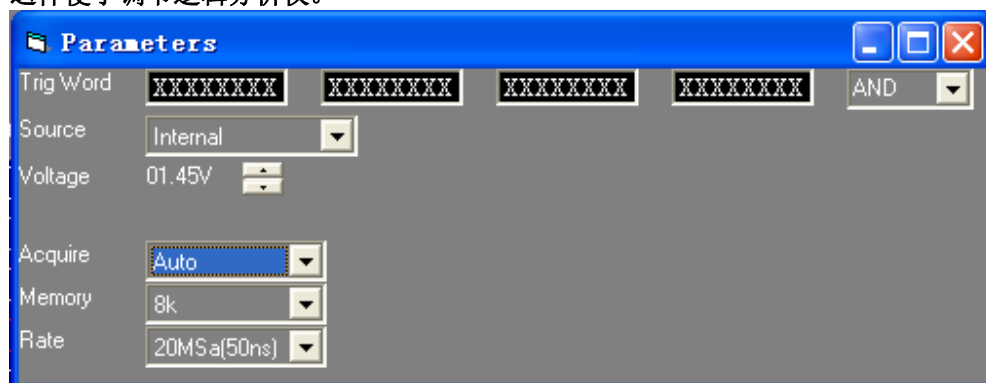 Parameters
Trig Word XXXXXXXX XXXXXXXX XXXXXXXX XXXXXXXX AND
Source Internal
Voltage 01.45V
Acquire Auto
Memory 8k
Rate 20MSa(50ns)